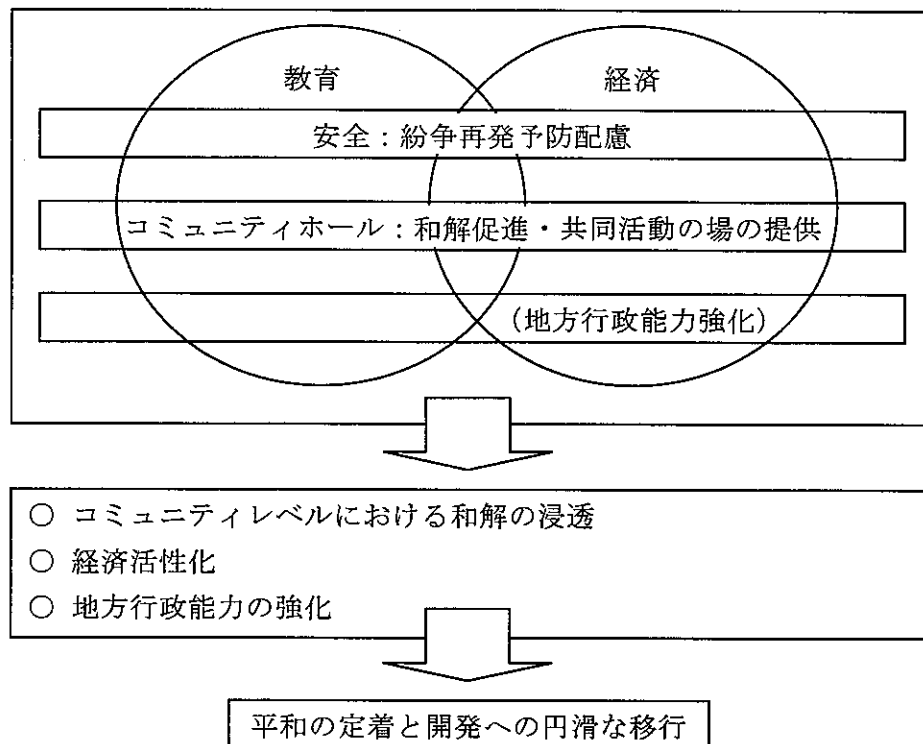 教育 経済
安全：紛争再発予防配慮
コミュニティホール：和解促進・共同活動の場の提供
（地方行政能力強化）
○ コミュニティレベルにおける和解の浸透
○ 経済活性化
○ 地方行政能力の強化
平和の定着と開発への円滑な移行